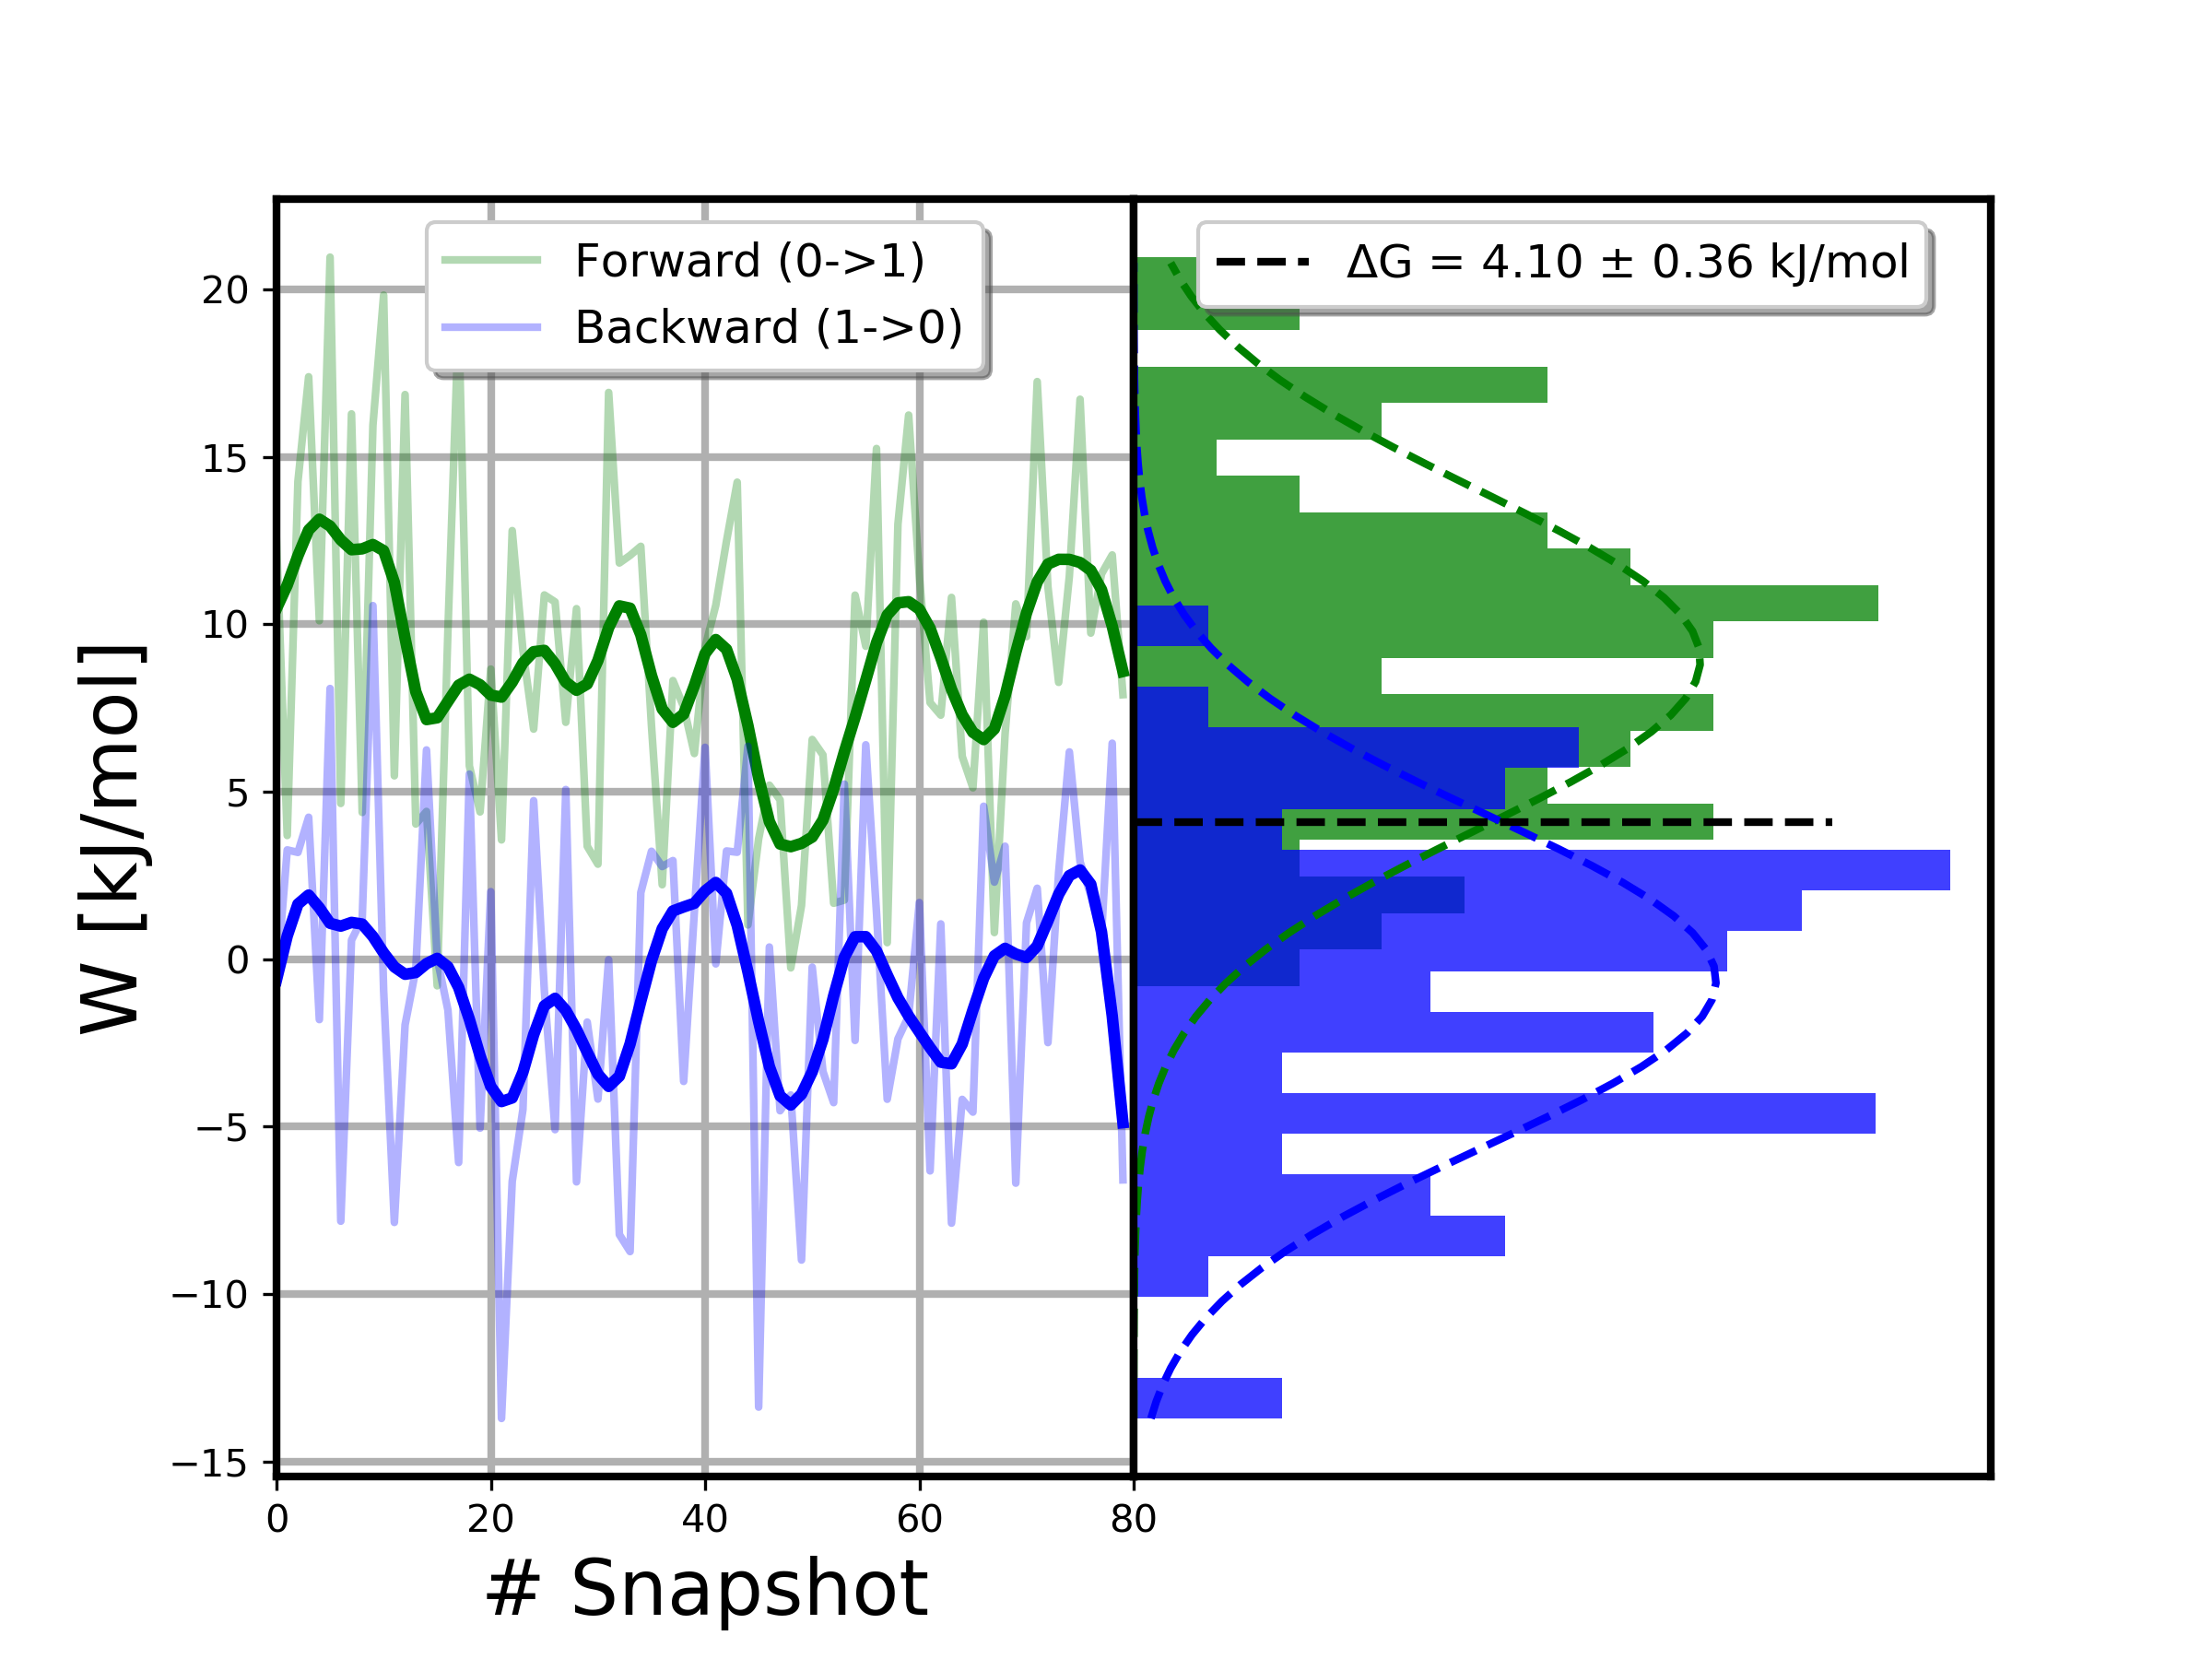 Forward (0->1)
Backward (1->0)
ΔG = 4.10 ± 0.36 kJ/mol
W [kJ/mol]
20
15
10
5
0
−5
−10
−15
0 20 40 60 80
# Snapshot